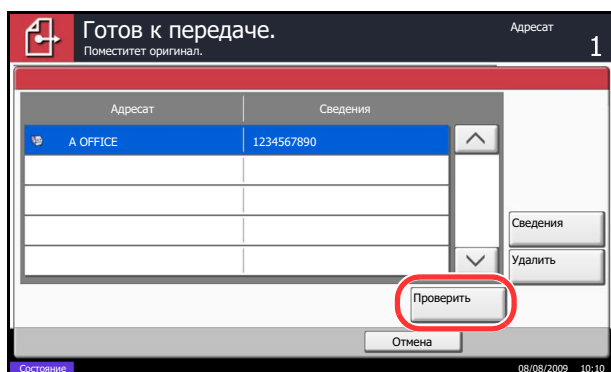 Готов к передаче.
Поместитет оригинал.
Адресат
1
Адресат Сведения
A OFFICE 1234567890
Сведения
Удалить
Проверить
Отмена
Состояние 08/08/2009 10:10